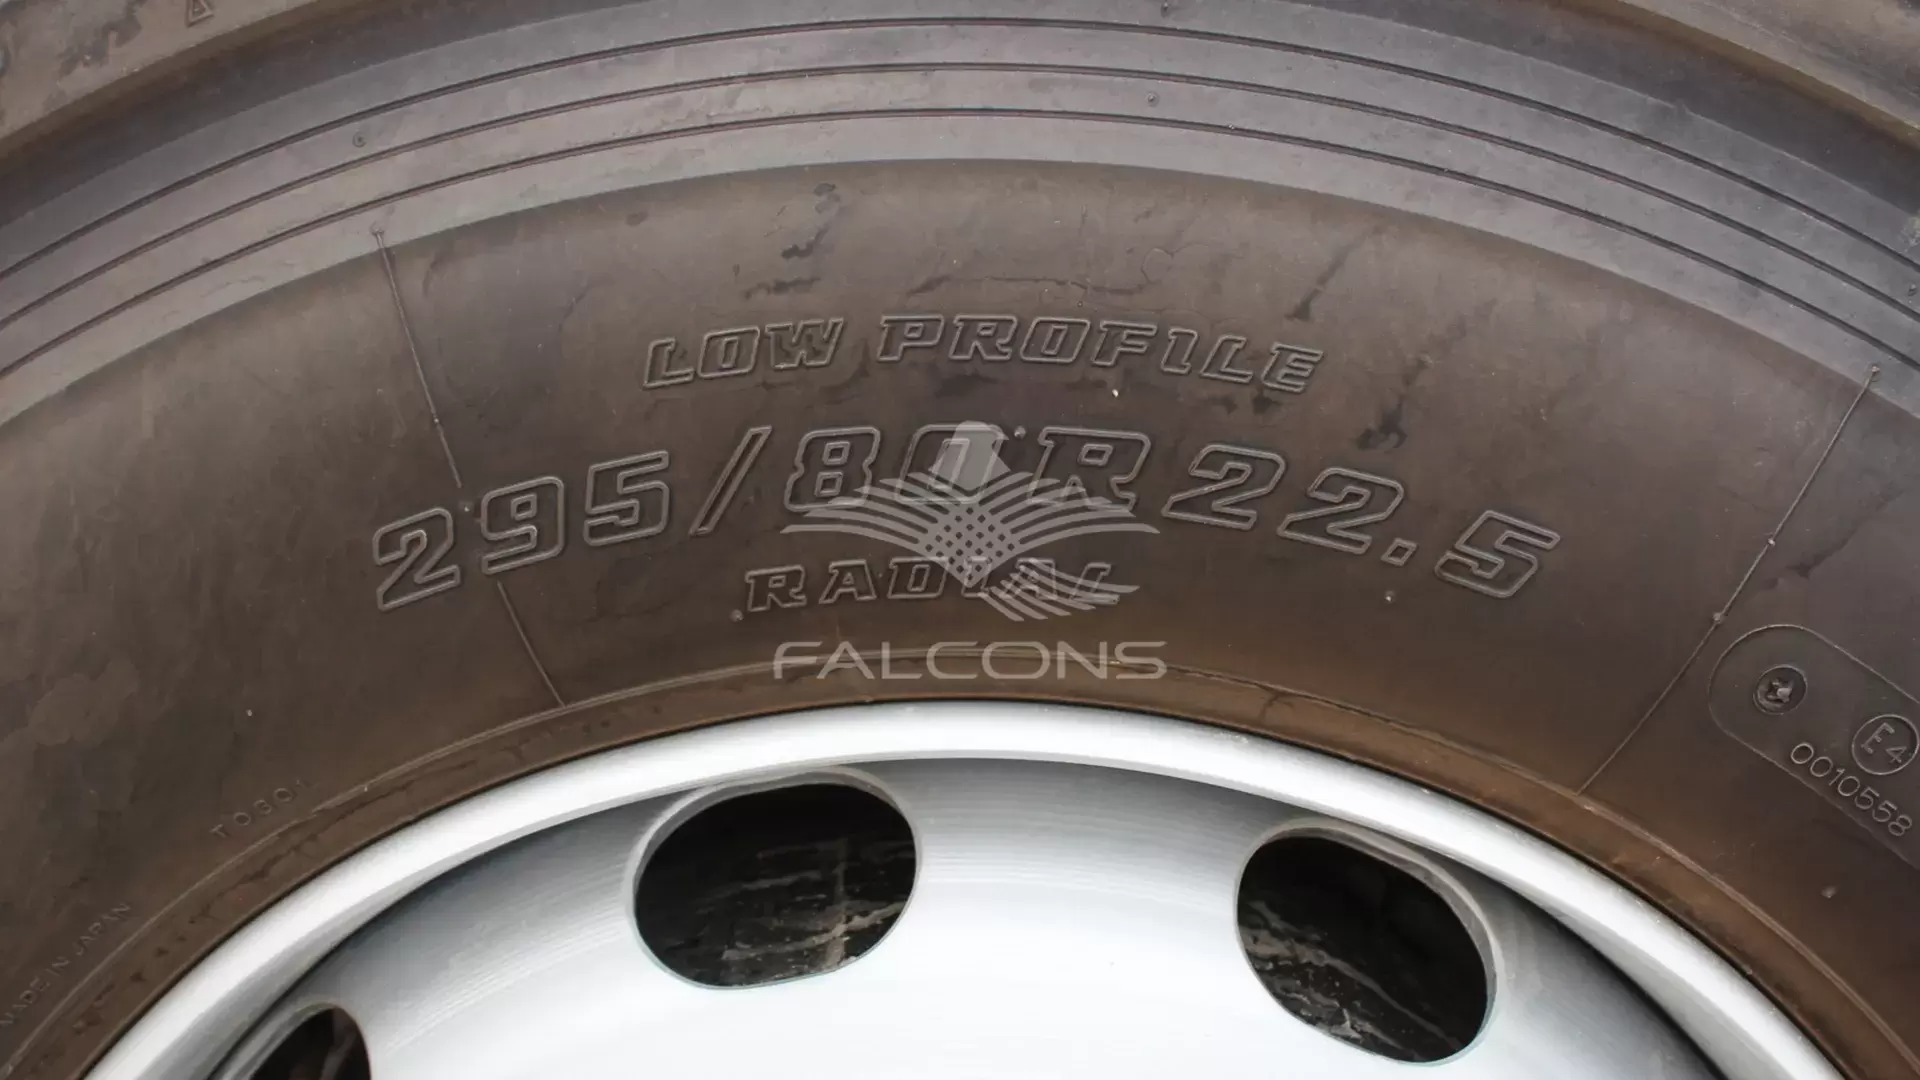 LOW PROFILE
295/80R22.5
RADIAL
FALCONS
E4
0010558
MADE IN JAPAN